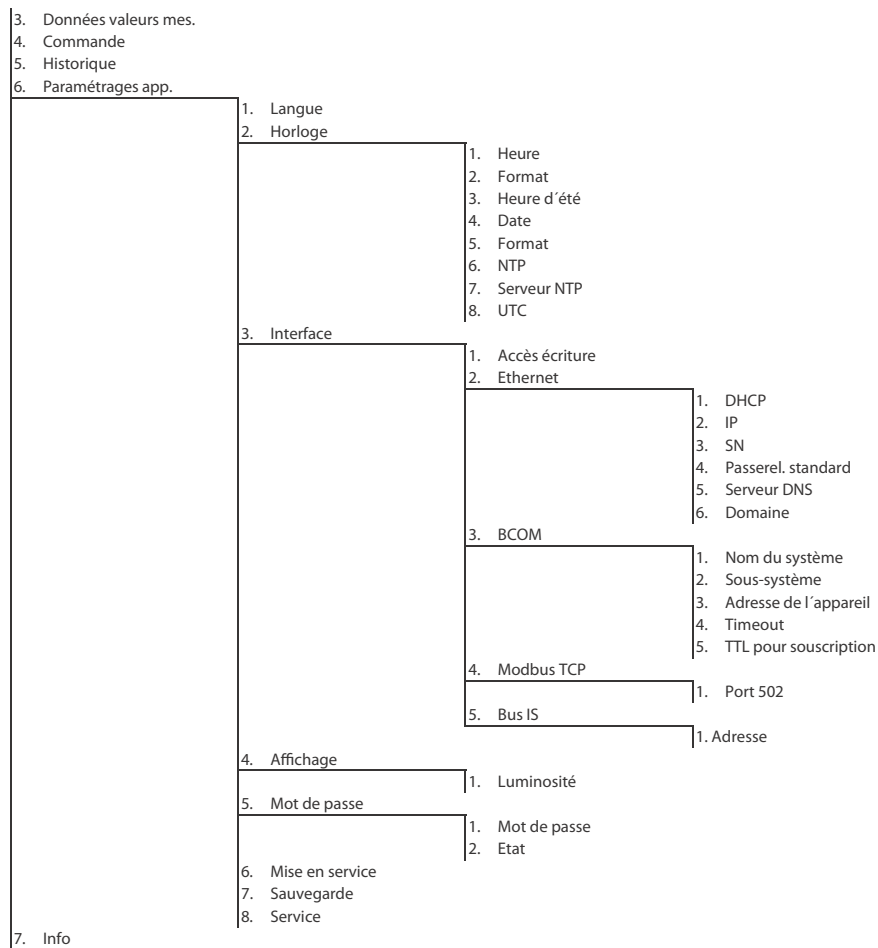 3. Données valeurs mes.
4. Commande
5. Historique
6. Paramétrages app.
1. Langue
2. Horloge
1. Heure
2. Format
3. Heure d´été
4. Date
5. Format
6. NTP
7. Serveur NTP
8. UTC
3. Interface
1. Accès écriture
2. Ethernet
1. DHCP
2. IP
3. SN
4. Passerel. standard
5. Serveur DNS
6. Domaine
3. BCOM
1. Nom du système
2. Sous-système
3. Adresse de l´appareil
4. Timeout
5. TTL pour souscription
4. Modbus TCP
1. Port 502
5. Bus IS
1. Adresse
4. Affichage
1. Luminosité
5. Mot de passe
1. Mot de passe
2. Etat
6. Mise en service
7. Sauvegarde
8. Service
7. Info